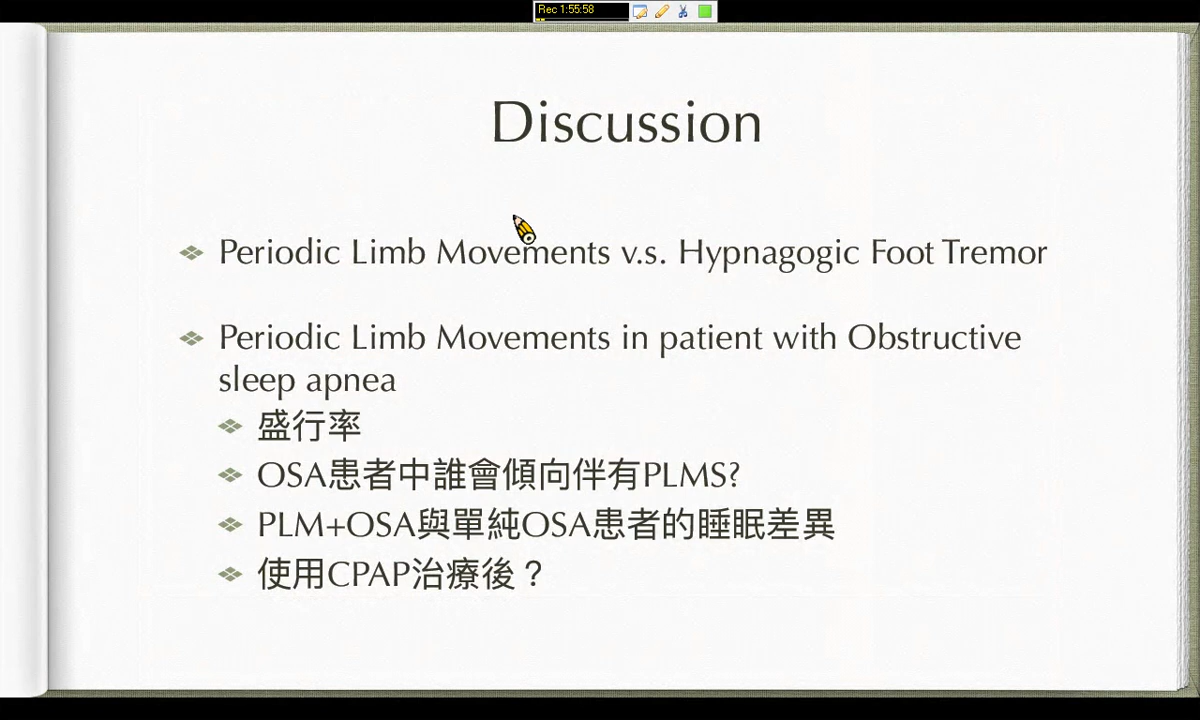 Rec 1:55:58
Discussion
Periodic Limb Movements v.s. Hypnagogic Foot Tremor
Periodic Limb Movements in patient with Obstructive
sleep apnea
盛行率
OSA患者中誰會傾向伴有PLMS?
PLM+OSA與單純OSA患者的睡眠差異
使用CPAP治療後？